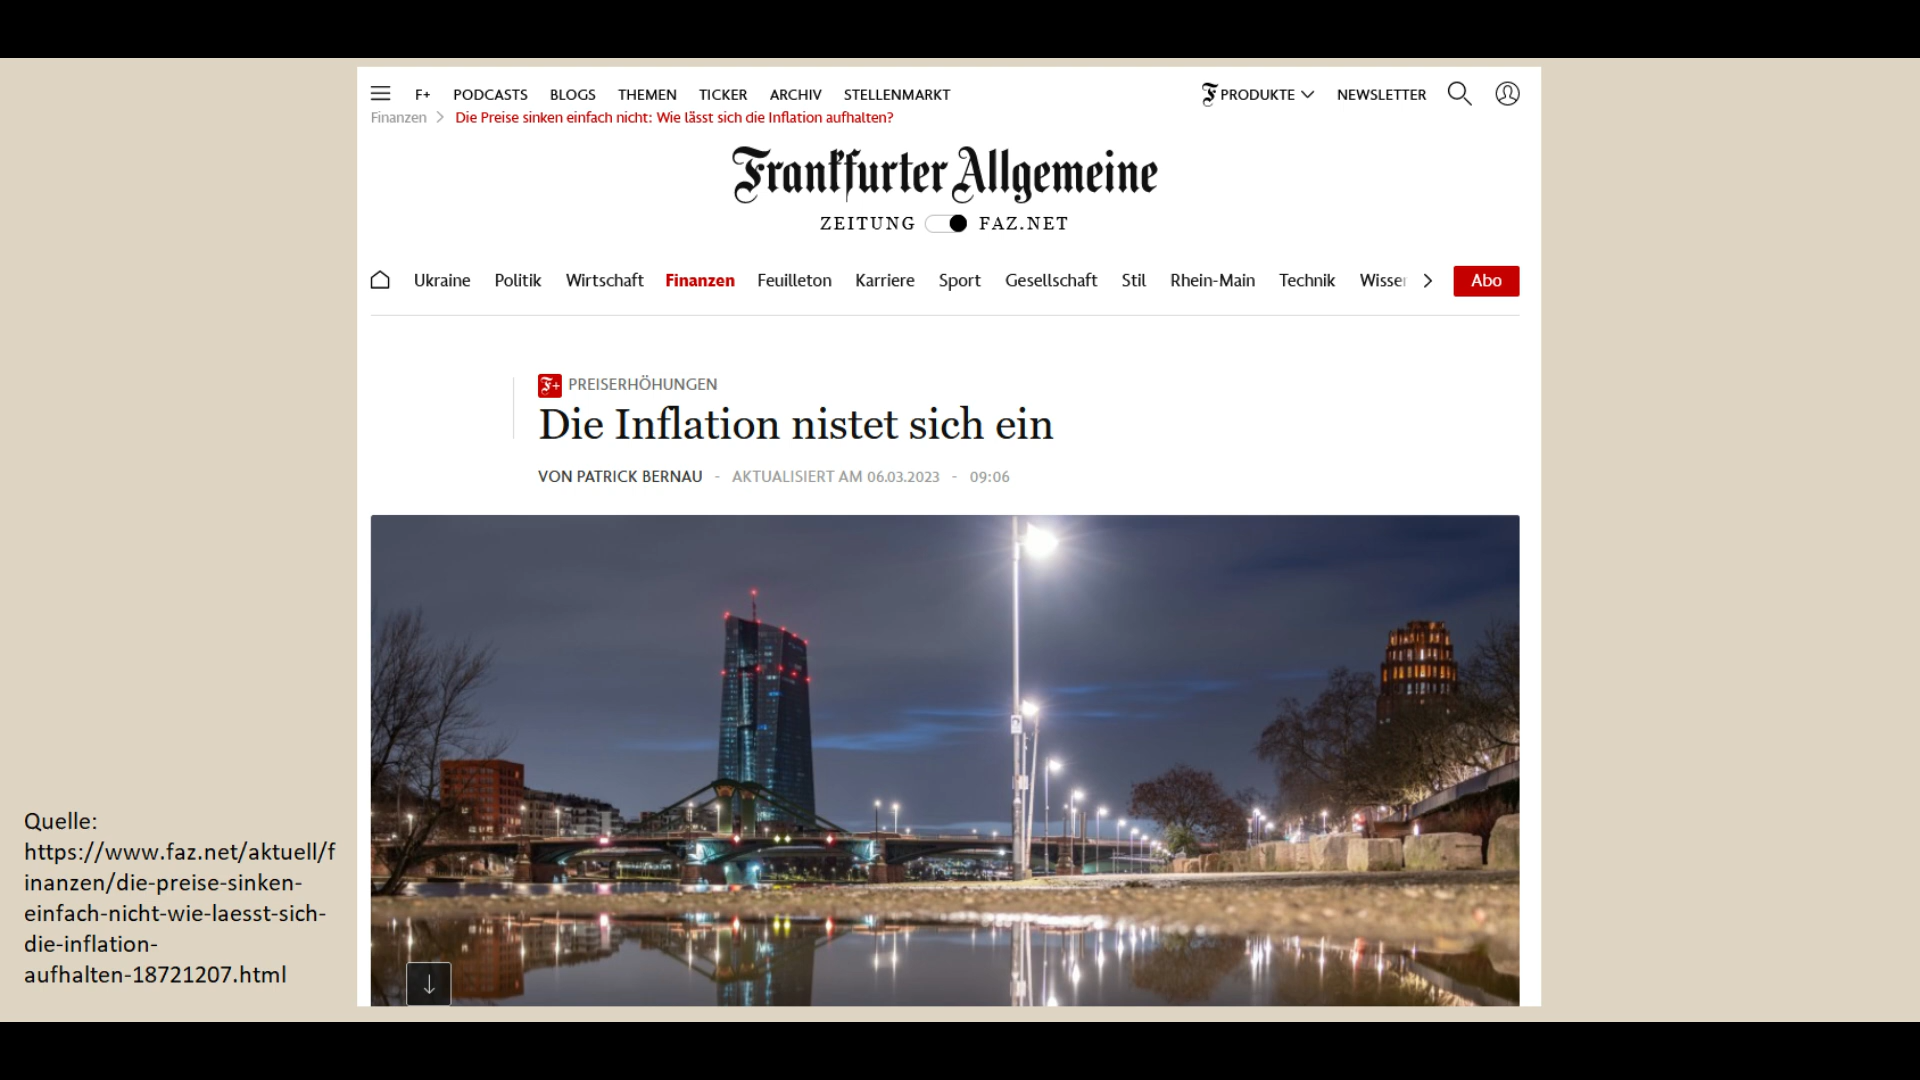 F+ PODCASTS BLOGS THEMEN TICKER ARCHIV STELLENMARKT PRODUKTE NEWSLETTER
Finanzen > Die Preise sinken einfach nicht: Wie lässt sich die Inflation aufhalten?
Frankfurter Allgemeine
ZEITUNG FAZ.NET
Ukraine Politik Wirtschaft Finanzen Feuilleton Karriere Sport Gesellschaft Stil Rhein-Main Technik Wisser > Abo
F+ PREISERHÖHUNGEN
Die Inflation nistet sich ein
VON PATRICK BERNAU - AKTUALISIERT AM 06.03.2023 - 09:06
Quelle:
https://www.faz.net/aktuell/f
inanzen/die-preise-sinken-
einfach-nicht-wie-laesst-sich-
die-inflation-
aufhalten-18721207.html